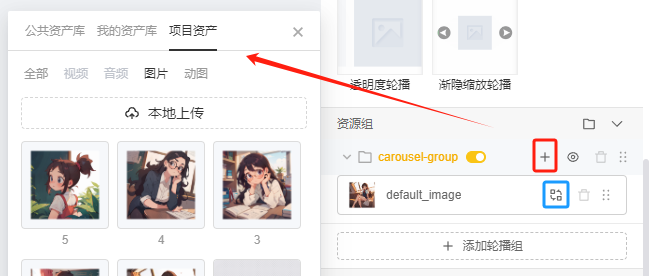 公共资产库 我的资产库 项目资产
全部 视频 音频 图片 动图
本地上传
5 4 3
透明度轮播 渐隐缩放轮播
资源组
carousel-group
default_image
添加轮播组